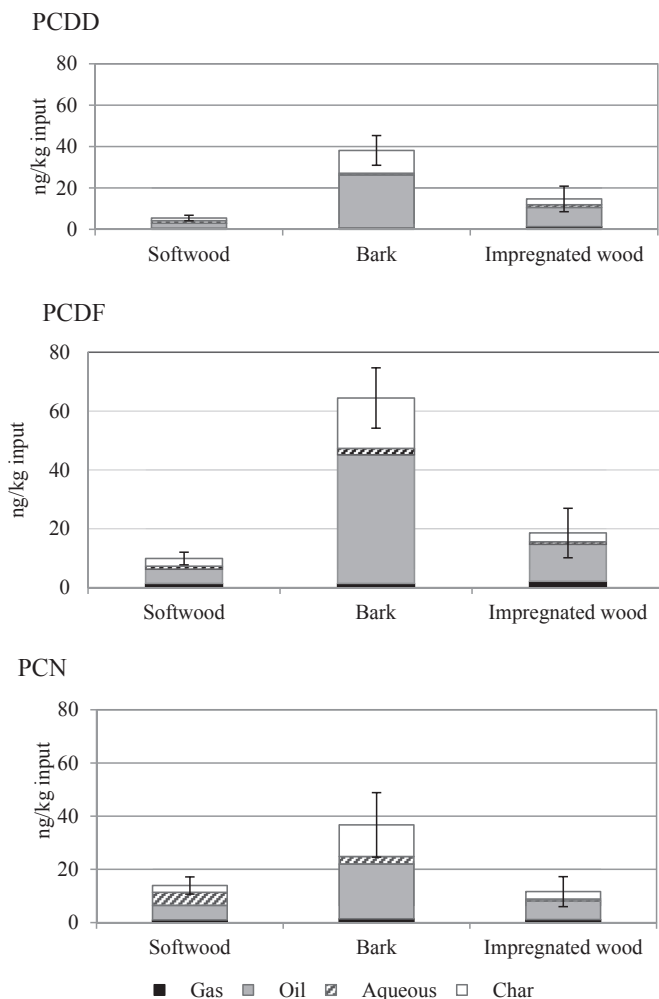 PCDD
80
60
40
20
0
ng/kg input
Softwood Bark Impregnated wood
PCDF
80
60
40
20
0
ng/kg input
Softwood Bark Impregnated wood
PCN
80
60
40
20
0
ng/kg input
Softwood Bark Impregnated wood
Gas Oil Aqueous Char